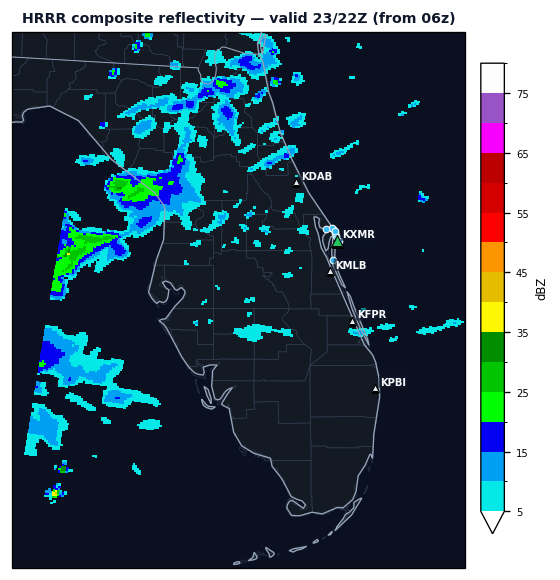 HRRR composite reflectivity — valid 23/22Z (from 06z)
75
65
55
45
35
25
15
5
dBZ
KDAB
KXMR
KMLB
KFPR
KPBI